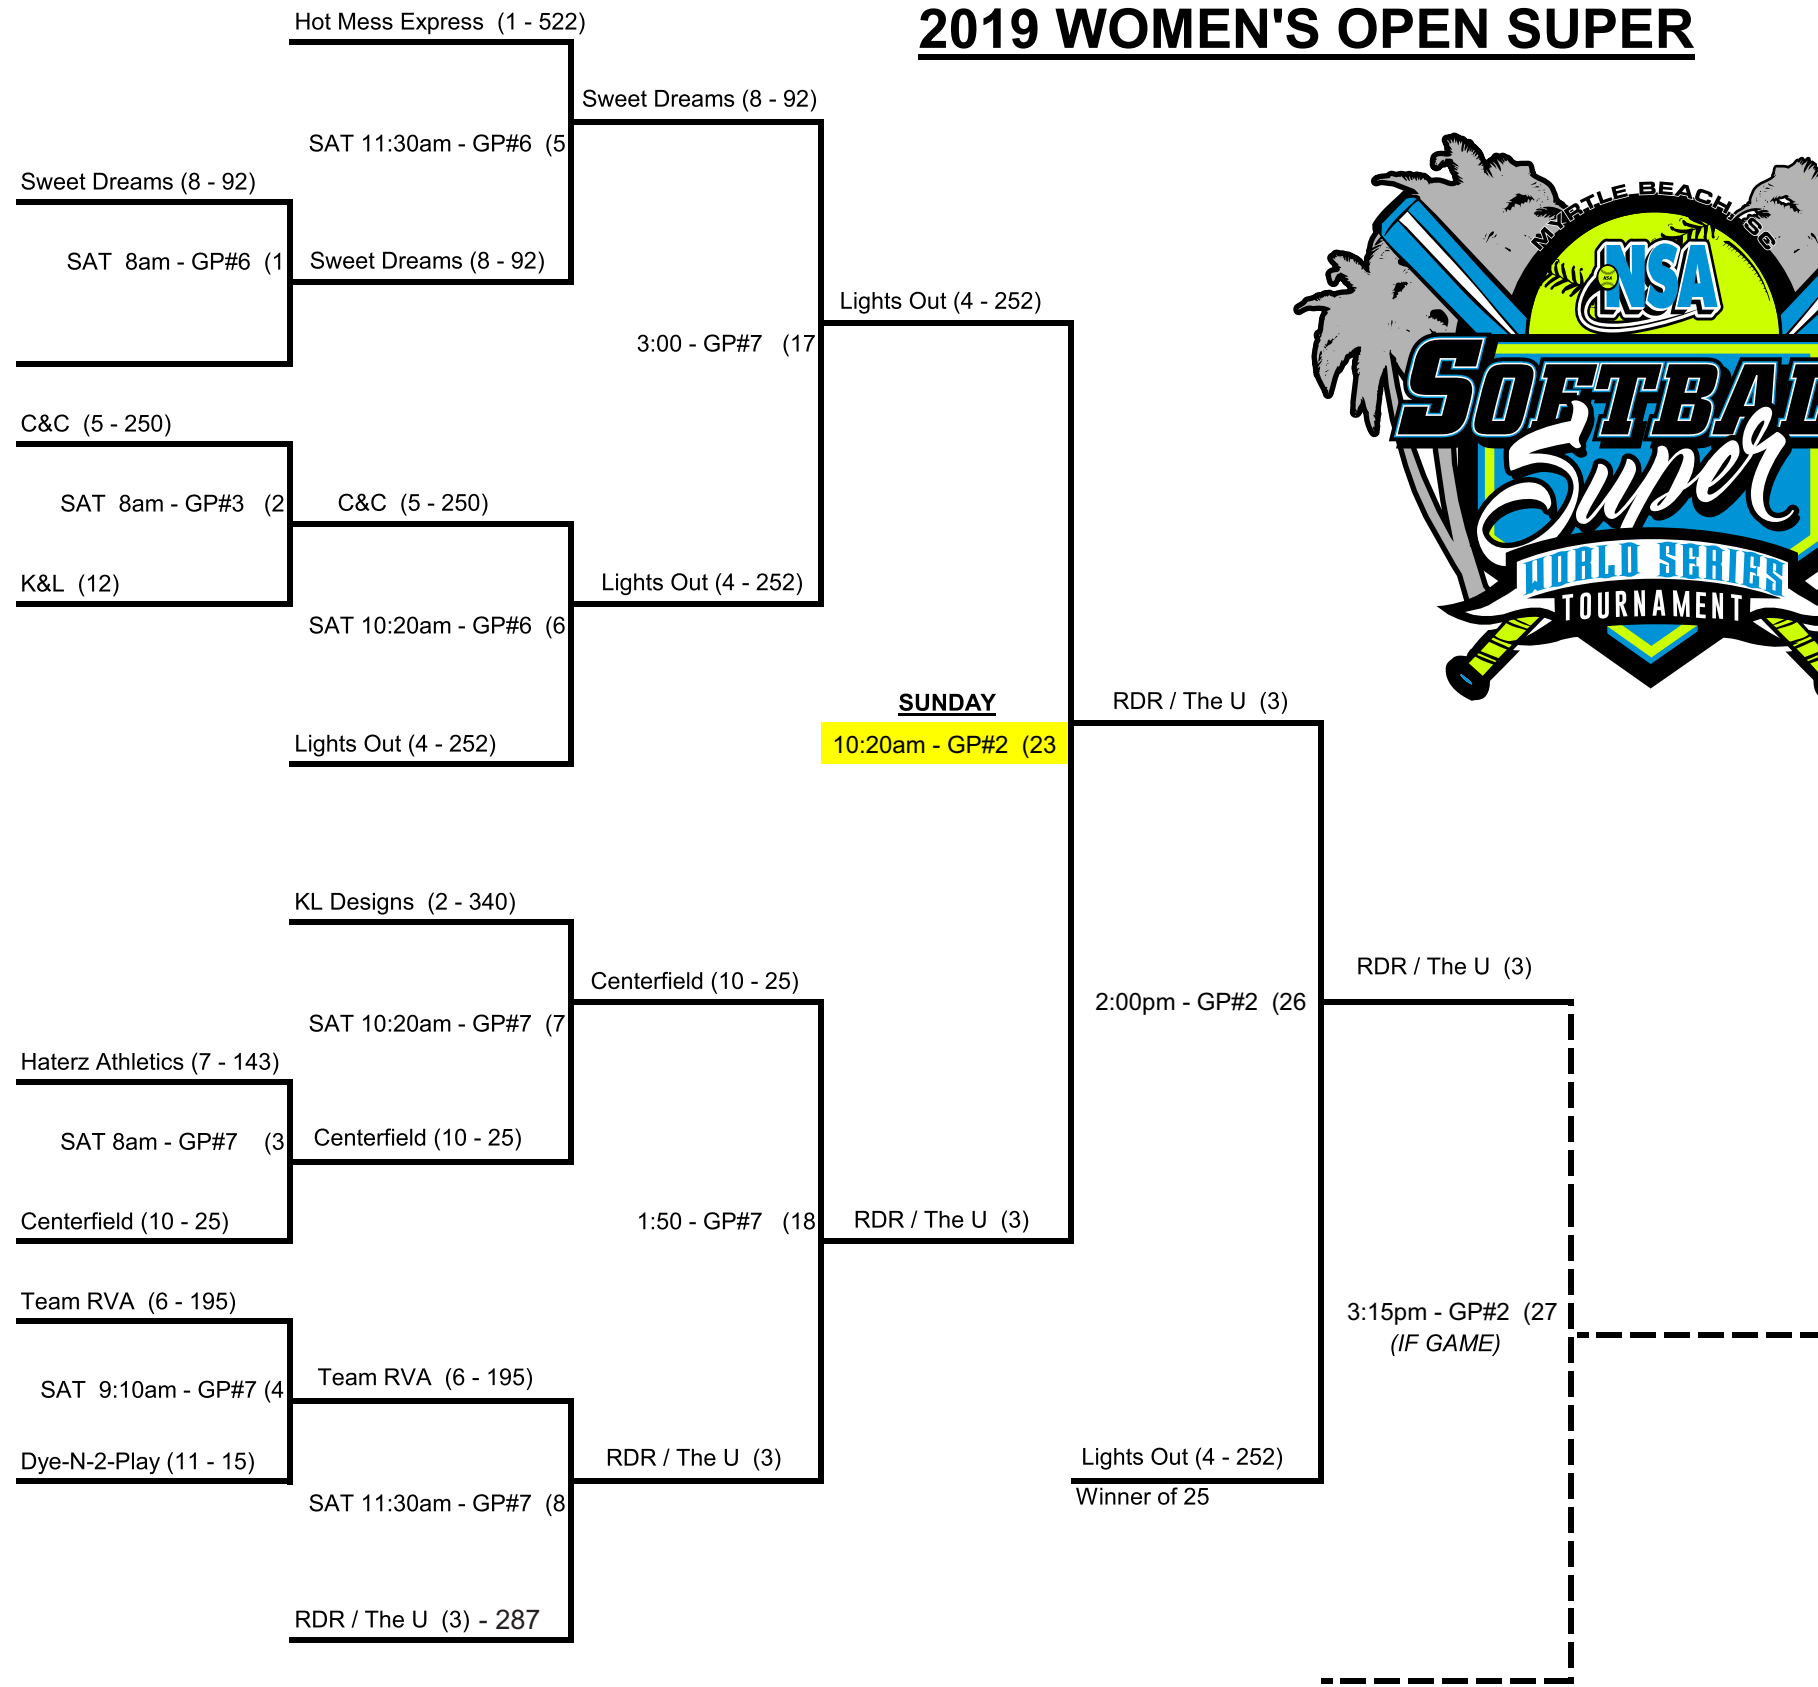 2019 WOMEN'S OPEN SUPER
Hot Mess Express (1 - 522)
Sweet Dreams (8 - 92)
SAT 11:30am - GP#6 (5
Sweet Dreams (8 - 92)
SAT 8am - GP#6 (1
Sweet Dreams (8 - 92)
Lights Out (4 - 252)
3:00 - GP#7 (17
C&C (5 - 250)
SAT 8am - GP#3 (2
C&C (5 - 250)
K&L (12)
Lights Out (4 - 252)
SAT 10:20am - GP#6 (6
Lights Out (4 - 252)
SUNDAY
10:20am - GP#2 (23
RDR / The U (3)
MYRTLE BEACH, SC
NSA
SOFTBAL
Super
WORLD SERIES
TOURNAMENT
KL Designs (2 - 340)
Centerfield (10 - 25)
SAT 10:20am - GP#7 (7
RDR / The U (3)
2:00pm - GP#2 (26
Haterz Athletics (7 - 143)
SAT 8am - GP#7 (3
Centerfield (10 - 25)
Centerfield (10 - 25)
1:50 - GP#7 (18
RDR / The U (3)
Team RVA (6 - 195)
3:15pm - GP#2 (27
(IF GAME)
SAT 9:10am - GP#7 (4
Team RVA (6 - 195)
Dye-N-2-Play (11 - 15)
RDR / The U (3)
Lights Out (4 - 252)
Winner of 25
SAT 11:30am - GP#7 (8
RDR / The U (3) - 287